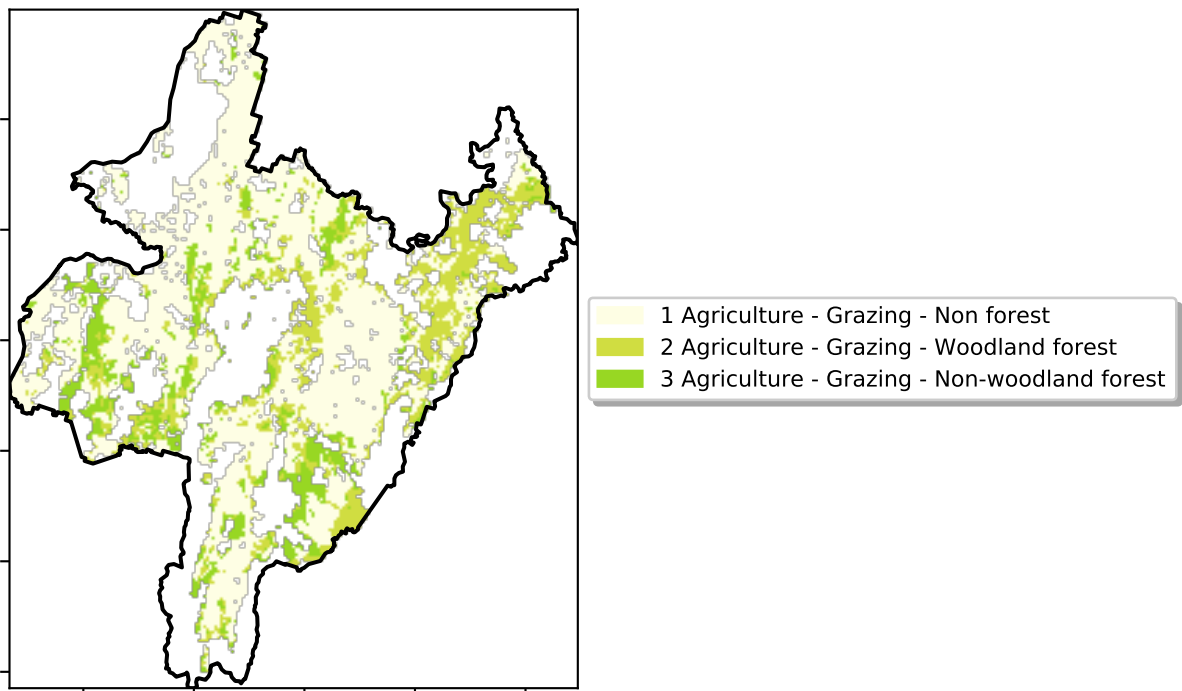 1 Agriculture - Grazing - Non forest
2 Agriculture - Grazing - Woodland forest
3 Agriculture - Grazing - Non-woodland forest